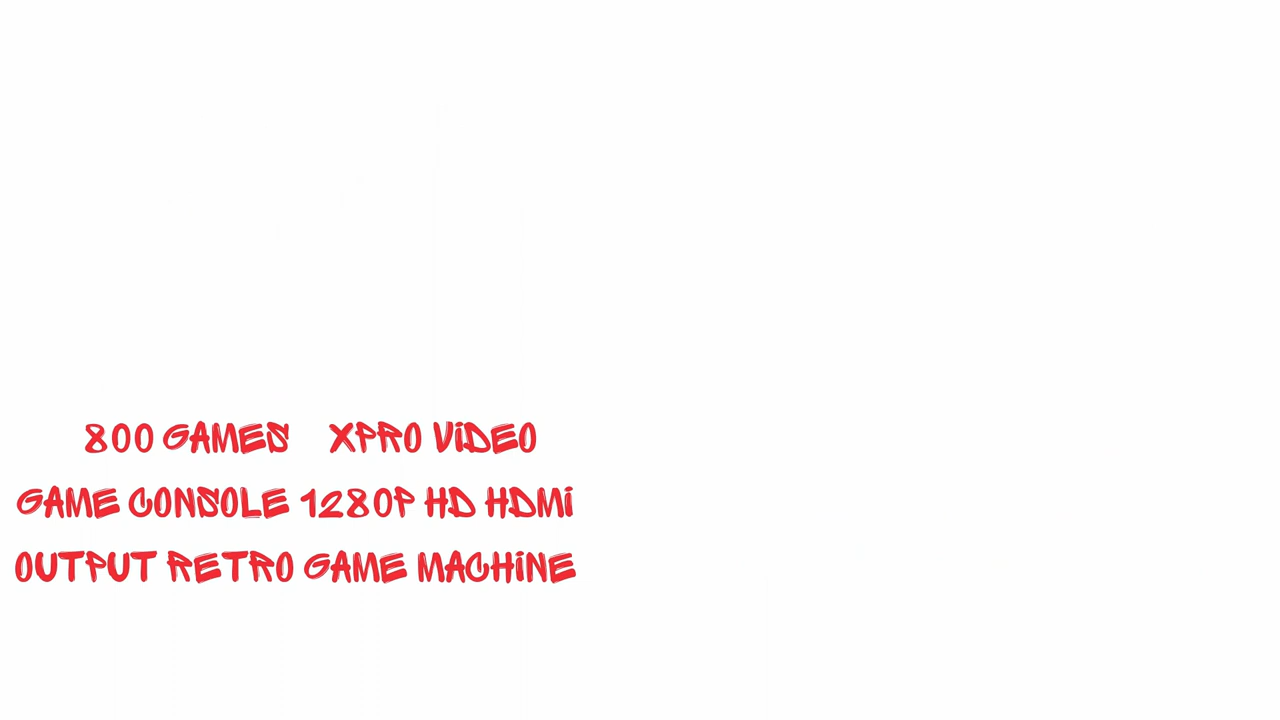 800 GAMES XPRO VIDEO
GAME CONSOLE 1280P HD HDMI
OUTPUT RETRO GAME MACHINE